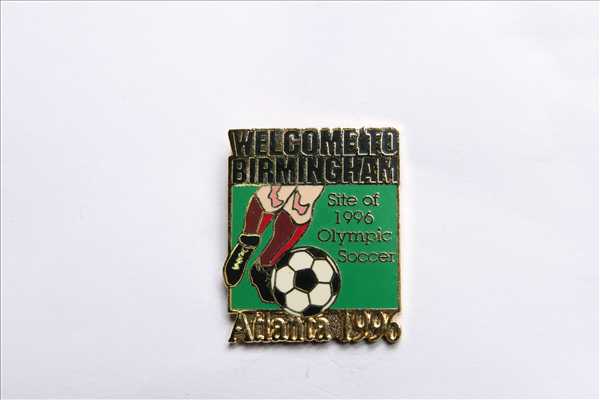 WELCOME TO
BIRMINGHAM
Site of
1996
Olympic
Soccer
Atlanta 1996